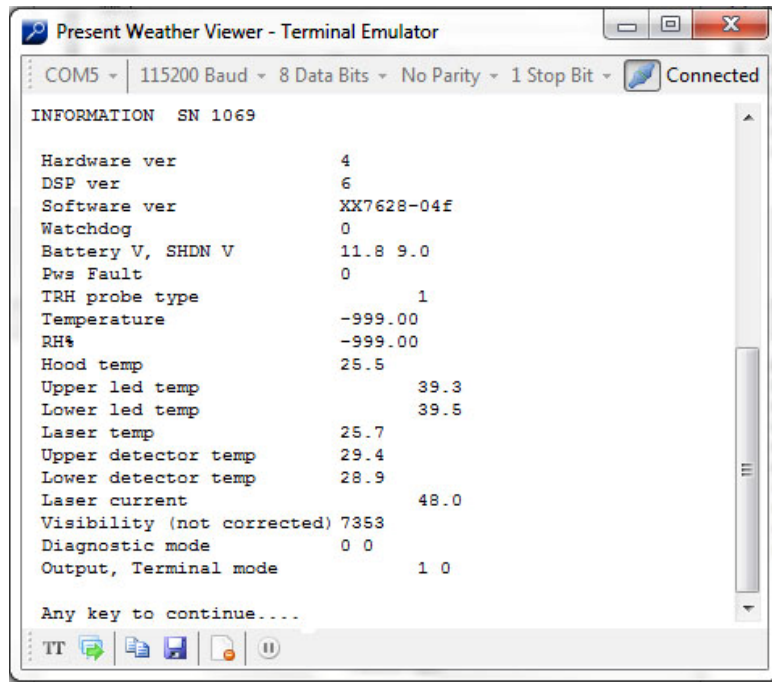 Present Weather Viewer - Terminal Emulator
COM5 115200 Baud 8 Data Bits No Parity 1 Stop Bit Connected
INFORMATION SN 1069
Hardware ver 4
DSP ver 6
Software ver XX7628-04f
Watchdog 0
Battery V, SHDN V 11.8 9.0
Pws Fault 0
TRH probe type 1
Temperature -999.00
RH% -999.00
Hood temp 25.5
Upper led temp 39.3
Lower led temp 39.5
Laser temp 25.7
Upper detector temp 29.4
Lower detector temp 28.9
Laser current 48.0
Visibility (not corrected) 7353
Diagnostic mode 0 0
Output, Terminal mode 1 0
Any key to continue....
TT